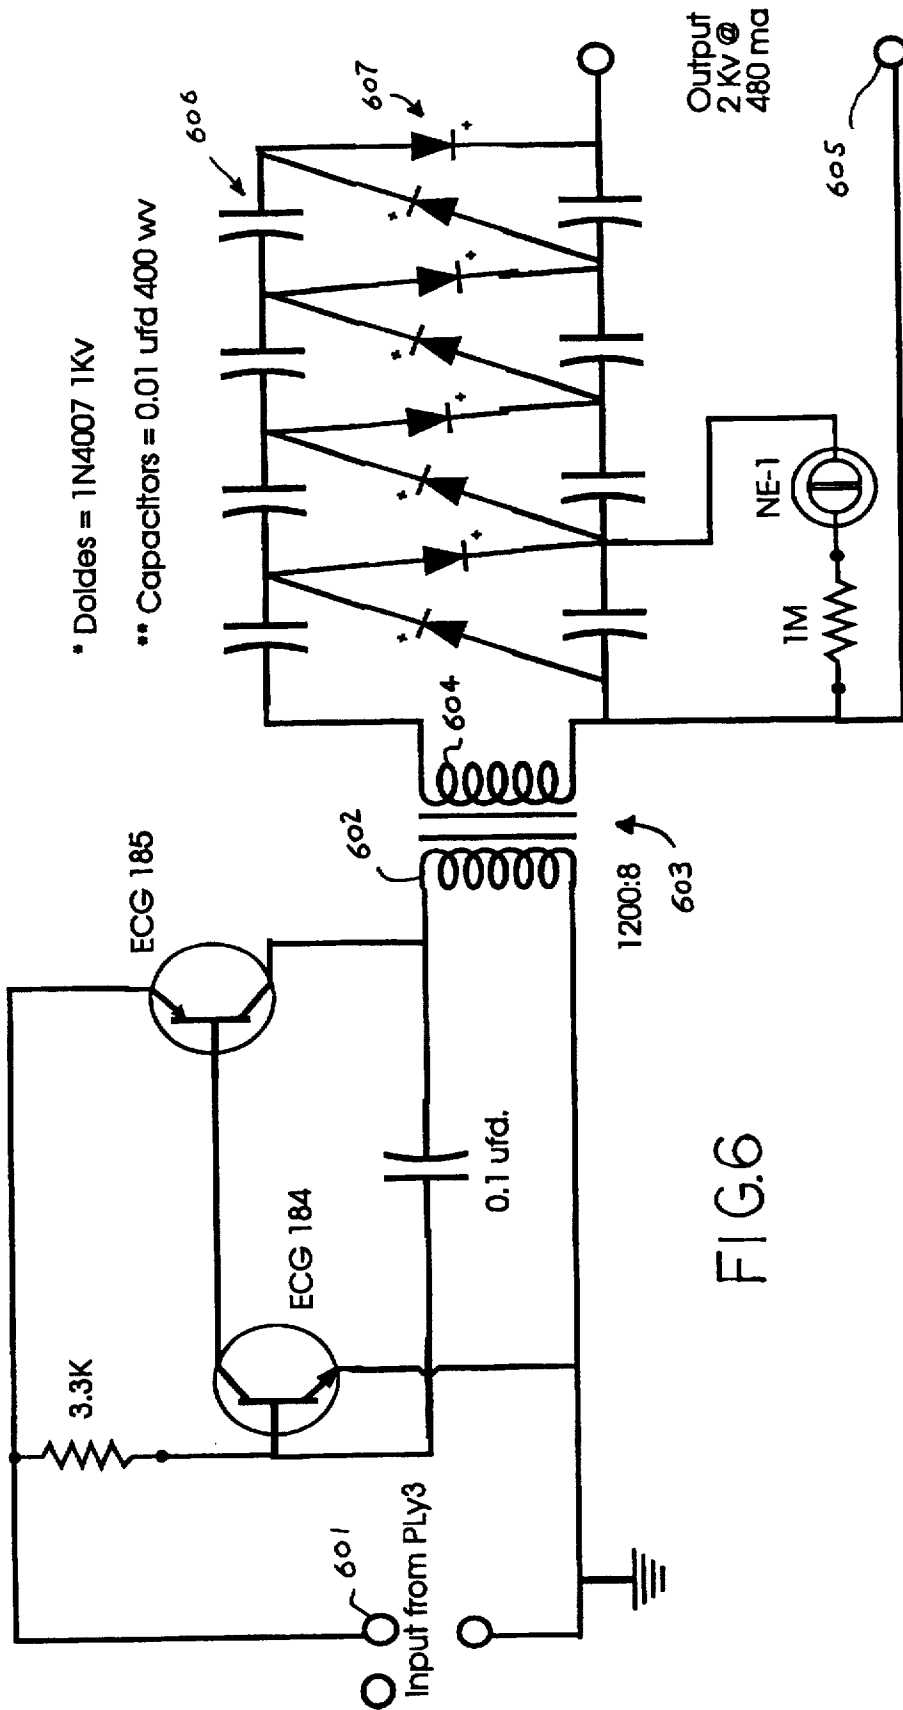 * Doldes = 1N4007 1Kv
** Capacltors = 0.01 ufd 400 wv
606
607
ECG 185
3.3K
ECG 184
602
604
0.1 ufd.
601
Input from PLy3
1200:8
603
NE-1
1M
Output
2 Kv @
480 ma
605
FIG.6